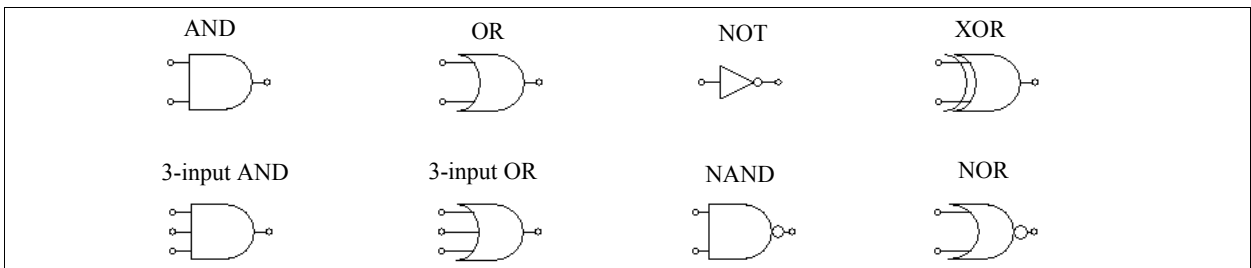 AND
OR
NOT
XOR
3-input AND
3-input OR
NAND
NOR